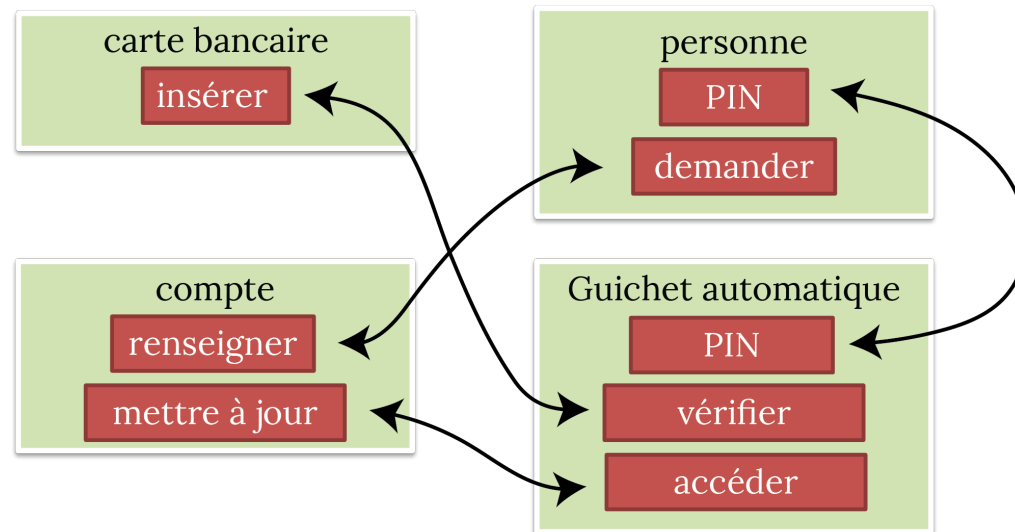 carte bancaire
insérer
personne
PIN
demander
compte
renseigner
mettre à jour
Guichet automatique
PIN
vérifier
accéder